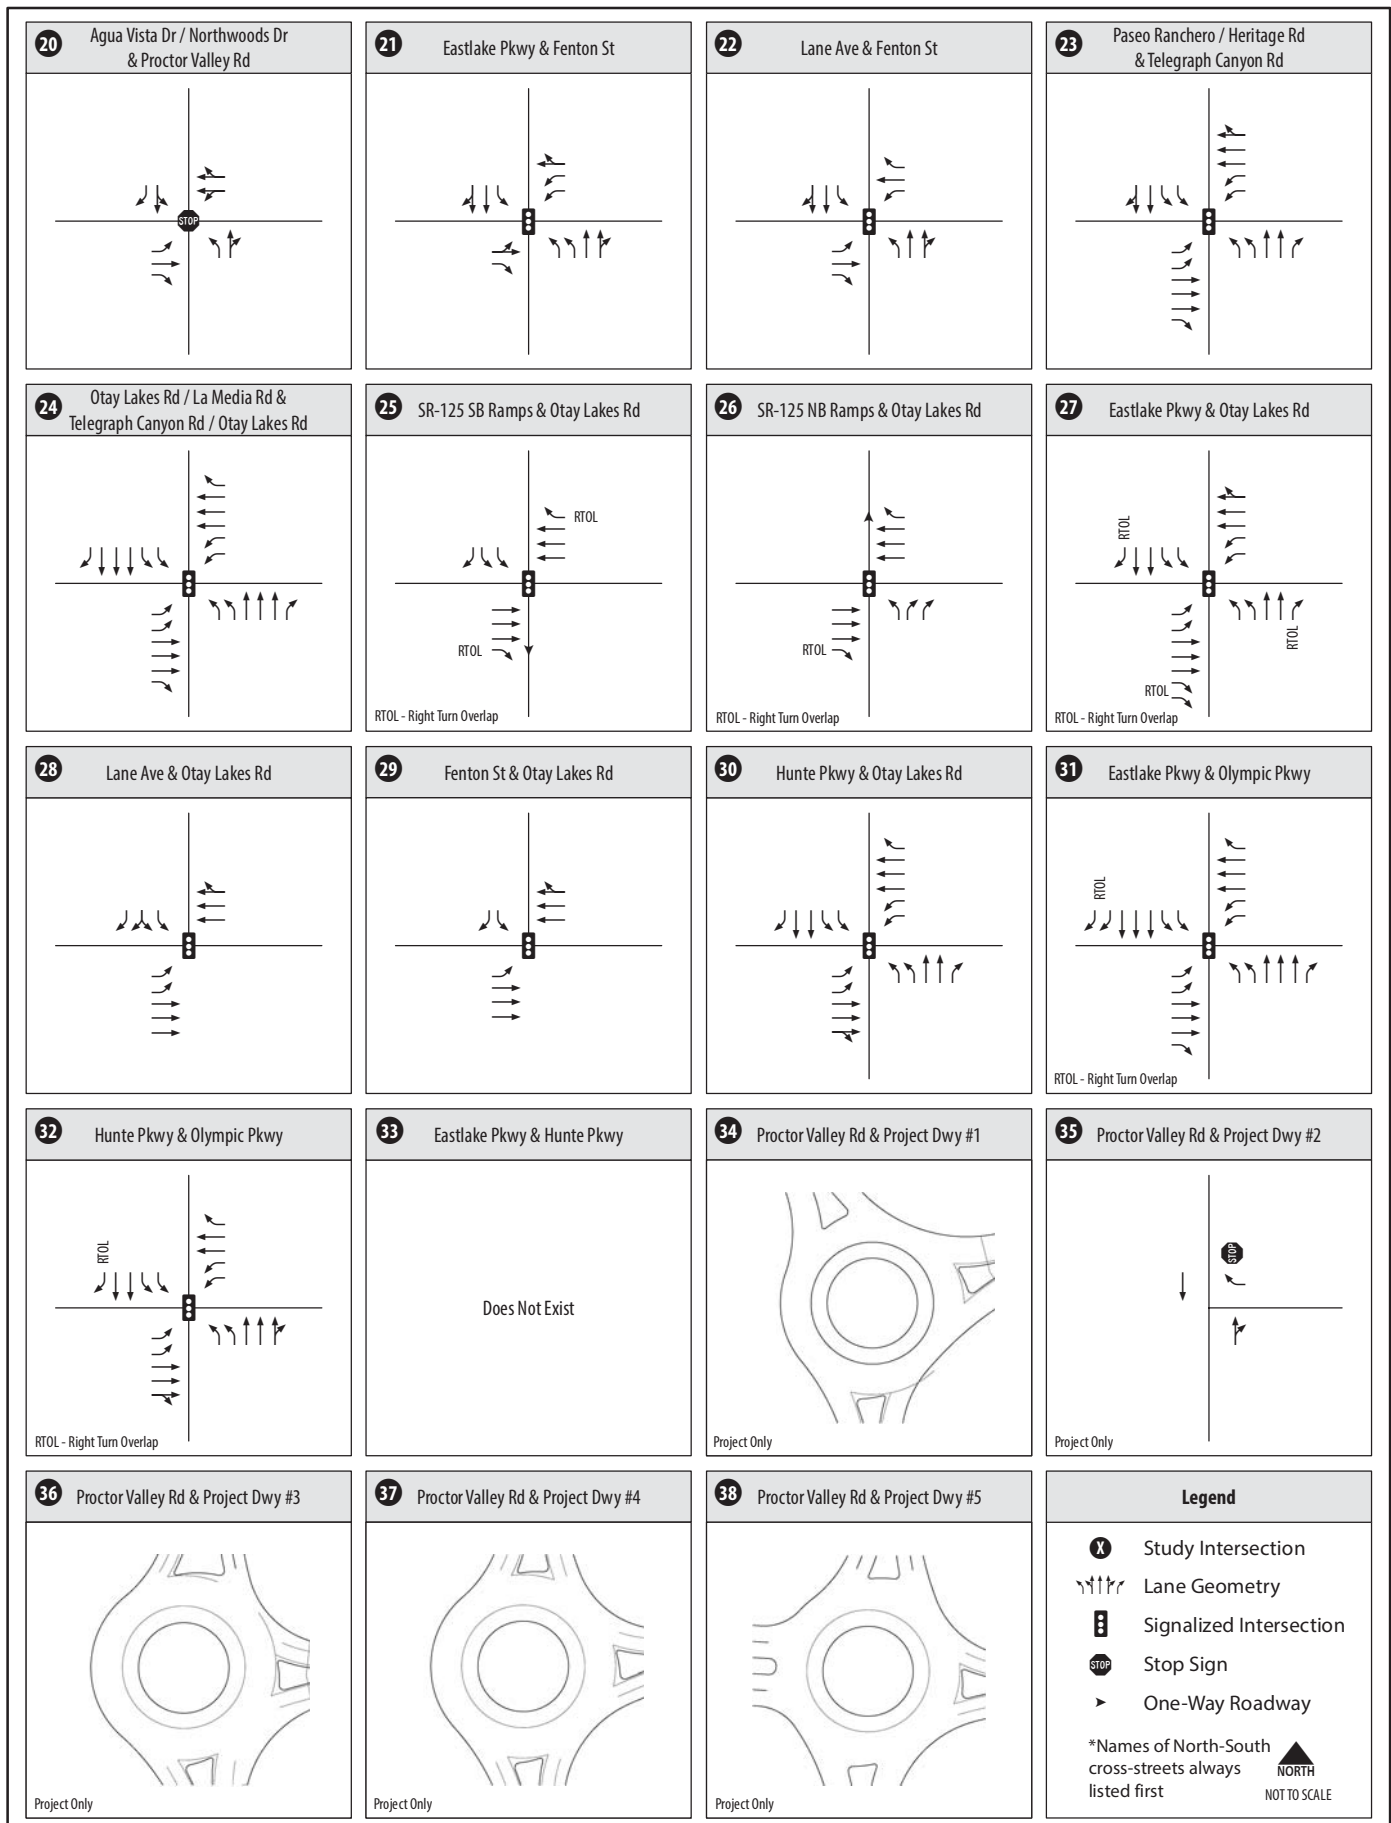 20
Agua Vista Dr / Northwoods Dr
& Proctor Valley Rd
STOP
21
Eastlake Pkwy & Fenton St
22
Lane Ave & Fenton St
23
Paseo Ranchero / Heritage Rd
& Telegraph Canyon Rd
24
Otay Lakes Rd / La Media Rd &
Telegraph Canyon Rd / Otay Lakes Rd
25
SR-125 SB Ramps & Otay Lakes Rd
RTOL
RTOL
RTOL - Right Turn Overlap
26
SR-125 NB Ramps & Otay Lakes Rd
RTOL
RTOL - Right Turn Overlap
27
Eastlake Pkwy & Otay Lakes Rd
RTOL
RTOL
RTOL
RTOL - Right Turn Overlap
28
Lane Ave & Otay Lakes Rd
29
Fenton St & Otay Lakes Rd
30
Hunte Pkwy & Otay Lakes Rd
31
Eastlake Pkwy & Olympic Pkwy
RTOL
RTOL - Right Turn Overlap
32
Hunte Pkwy & Olympic Pkwy
RTOL
RTOL - Right Turn Overlap
33
Eastlake Pkwy & Hunte Pkwy
Does Not Exist
34
Proctor Valley Rd & Project Dwy #1
Project Only
35
Proctor Valley Rd & Project Dwy #2
STOP
Project Only
36
Proctor Valley Rd & Project Dwy #3
Project Only
37
Proctor Valley Rd & Project Dwy #4
Project Only
38
Proctor Valley Rd & Project Dwy #5
Project Only
Legend
X Study Intersection
Lane Geometry
Signalized Intersection
STOP Stop Sign
One-Way Roadway
*Names of North-South
cross-streets always
listed first
NORTH
NOT TO SCALE